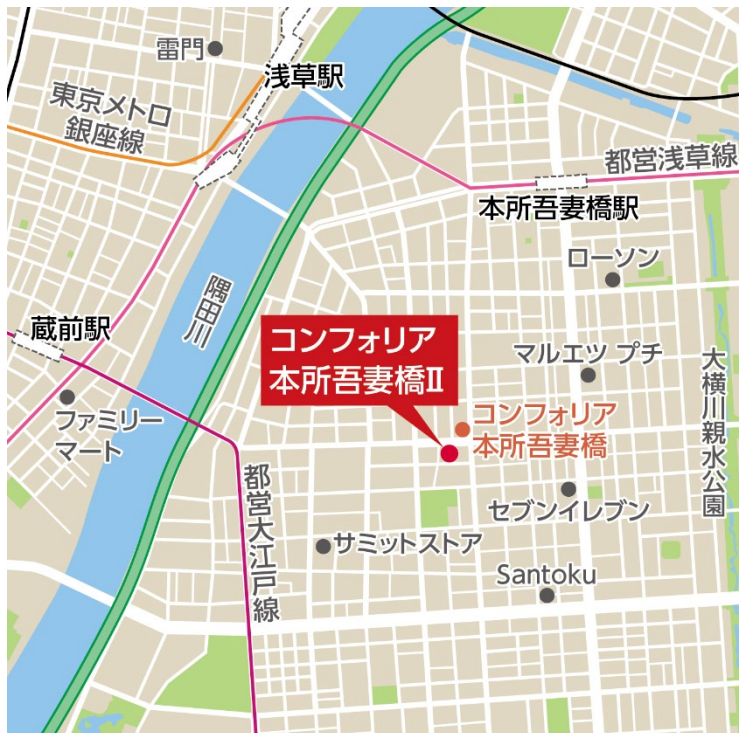 雷門
浅草駅
東京メトロ
銀座線
都営浅草線
本所吾妻橋駅
ローソン
隅田川
蔵前駅
コンフォリア
本所吾妻橋Ⅱ
マルエツ プチ
大横川親水公園
ファミリー
マート
コンフォリア
本所吾妻橋
都営大江戸線
セブンイレブン
サミットストア
Santoku